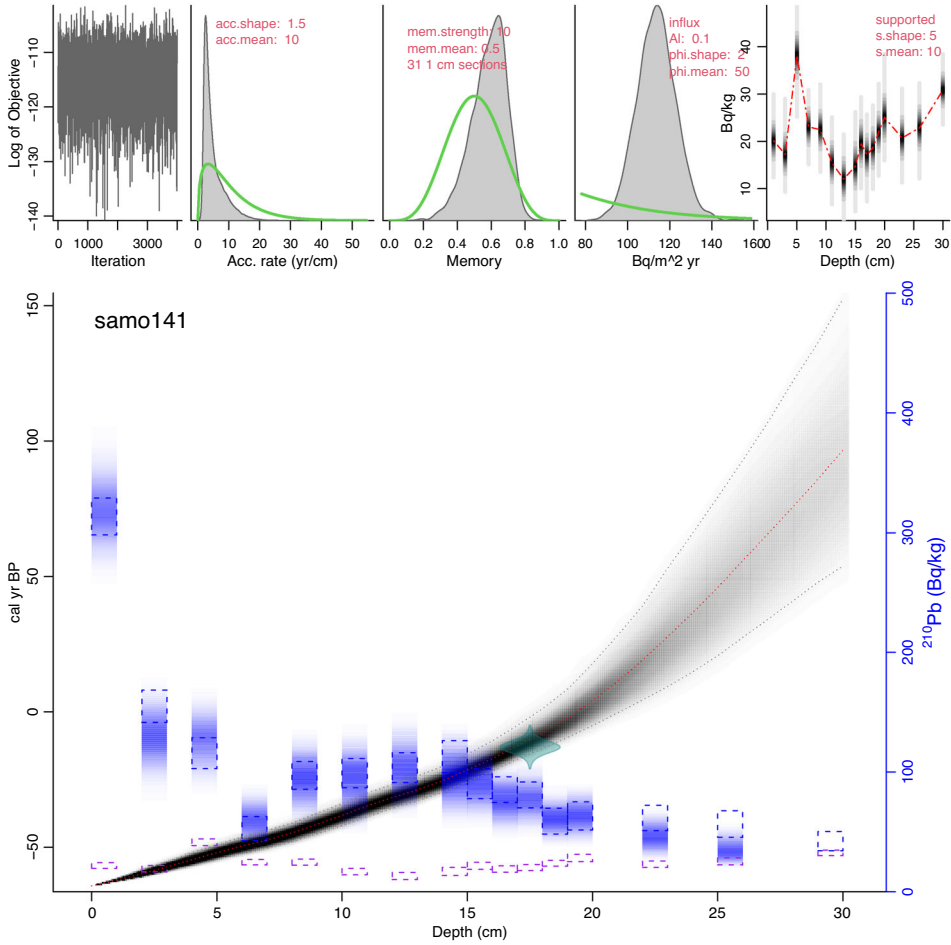 −110
−120
−130
−140
Log of Objective
0 1000 3000
Iteration
acc.shape: 1.5
acc.mean: 10
0 10 20 30 40 50
Acc. rate (yr/cm)
mem.strength: 10
mem.mean: 0.5
31 1 cm sections
0.0 0.2 0.4 0.6 0.8 1.0
Memory
influx
Al: 0.1
phi.shape: 2
phi.mean: 50
80 100 120 140 160
Bq/m^2 yr
supported
s.shape: 5
s.mean: 10
40
30
20
10
Bq/kg
0 5 10 15 20 25 30
Depth (cm)
samo141
150
100
50
0
−50
cal yr BP
500
400
300
200
100
0
210Pb (Bq/kg)
0 5 10 15 20 25 30
Depth (cm)